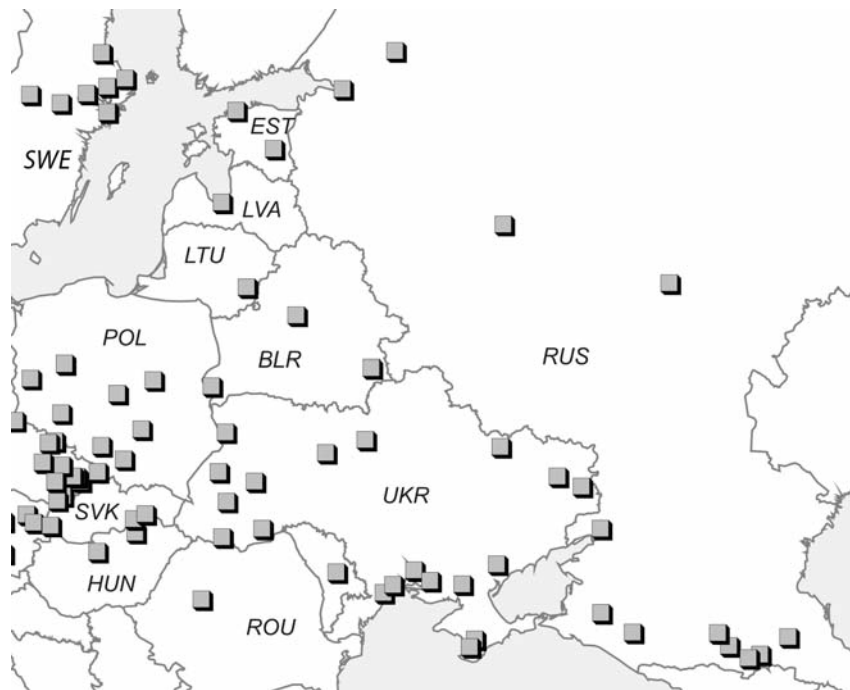 EST
SWE
LVA
LTU
POL
BLR
RUS
UKR
SVK
HUN
ROU